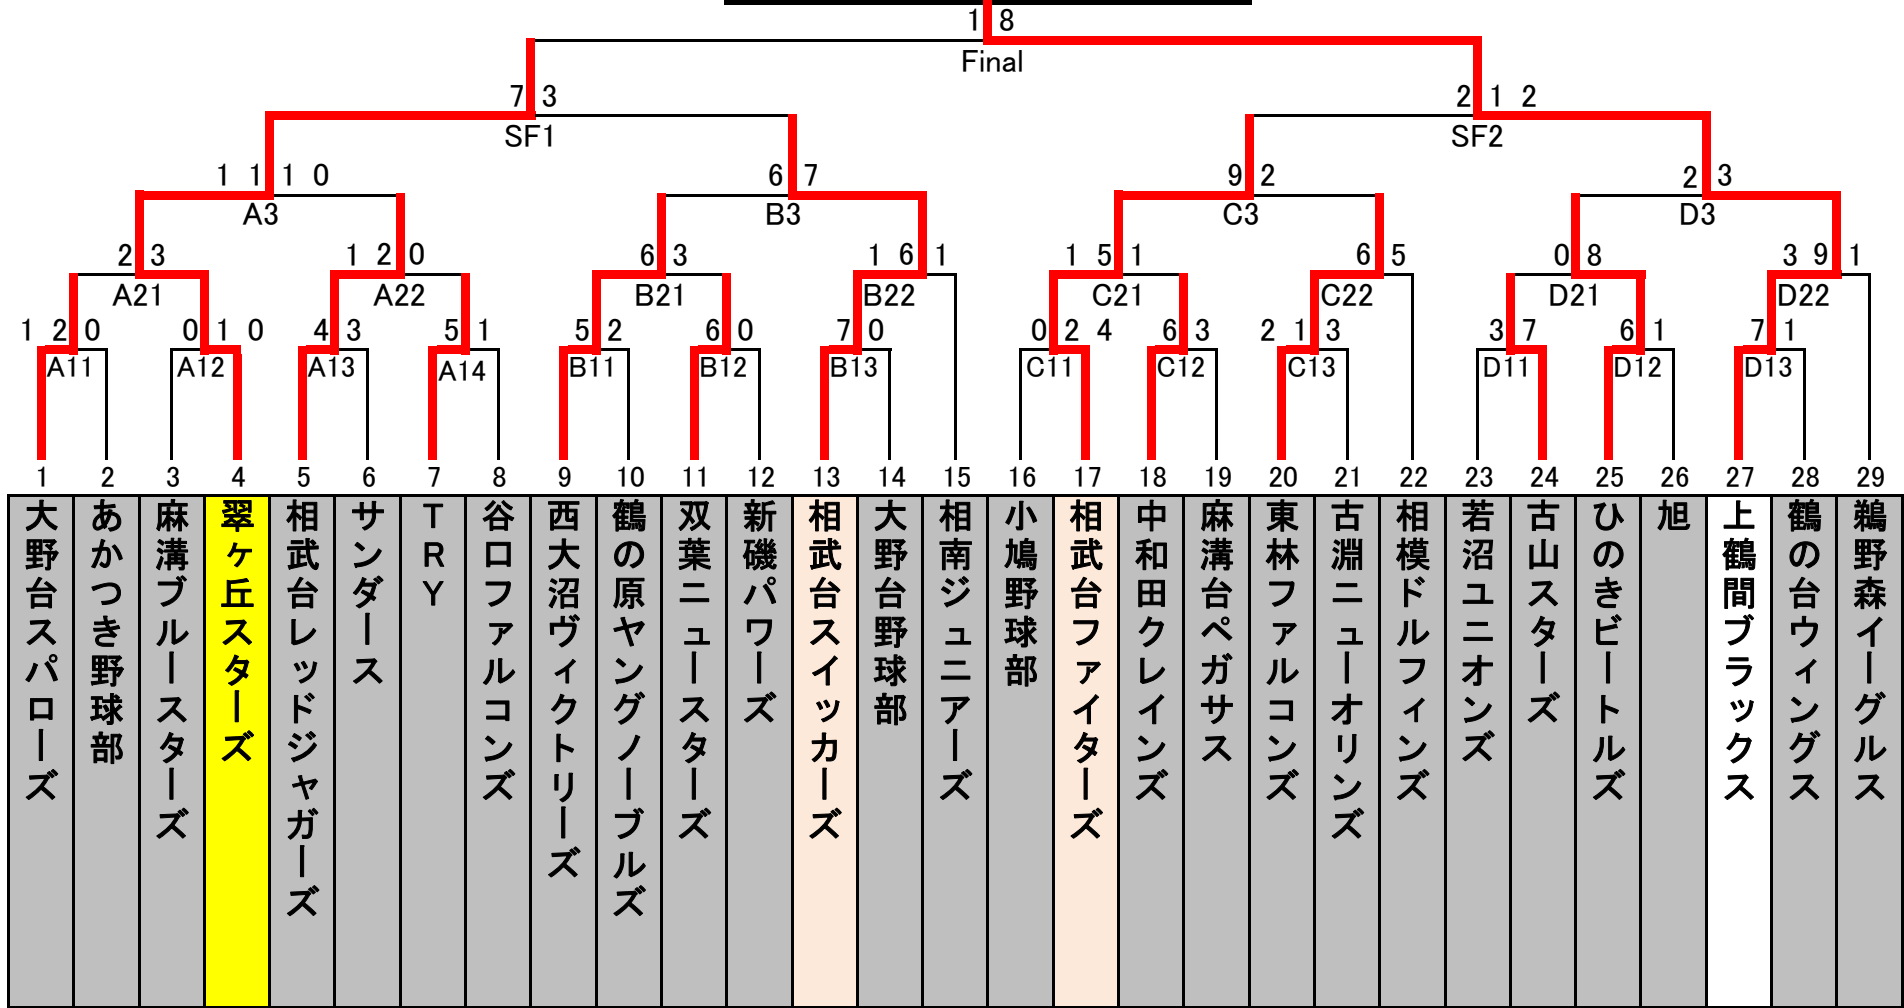 1 8
Final
7 3
2 1 2
SF1
SF2
1 1 1 0
6 7
9 2
2 3
A3
B3
C3
D3
2 3
1 2 0
6 3
1 6 1
1 5 1
6 5
0 8
3 9 1
A21
A22
B21
B22
C21
C22
D21
D22
1 2 0
0 1 0
4 3
5 1
5 2
6 0
7 0
0 2 4
6 3
2 1 3
3 7
6 1
7 1
A11
A12
A13
A14
B11
B12
B13
C11
C12
C13
D11
D12
D13
1
2
3
4
5
6
7
8
9
10
11
12
13
14
15
16
17
18
19
20
21
22
23
24
25
26
27
28
29
大野台スパローズ
あかつき野球部
麻溝ブルースターズ
翠ヶ丘スターズ
相武台レッドジャガーズ
サンダース
TRY
谷口ファルコンズ
西大沼ヴィクトリーズ
鶴の原ヤングノーブルズ
双葉ニュースターズ
新磯パワーズ
相武台スイッカーズ
大野台野球部
相南ジュニアーズ
小鳩野球部
相武台ファイターズ
中和田クレインズ
麻溝台ペガサス
東林ファルコンズ
古淵ニューオリンズ
相模ドルフィンズ
若沼ユニオンズ
古山スターズ
ひのきビートルズ
旭
上鶴間ブラックス
鶴の台ウィングス
鵜野森イーグルス